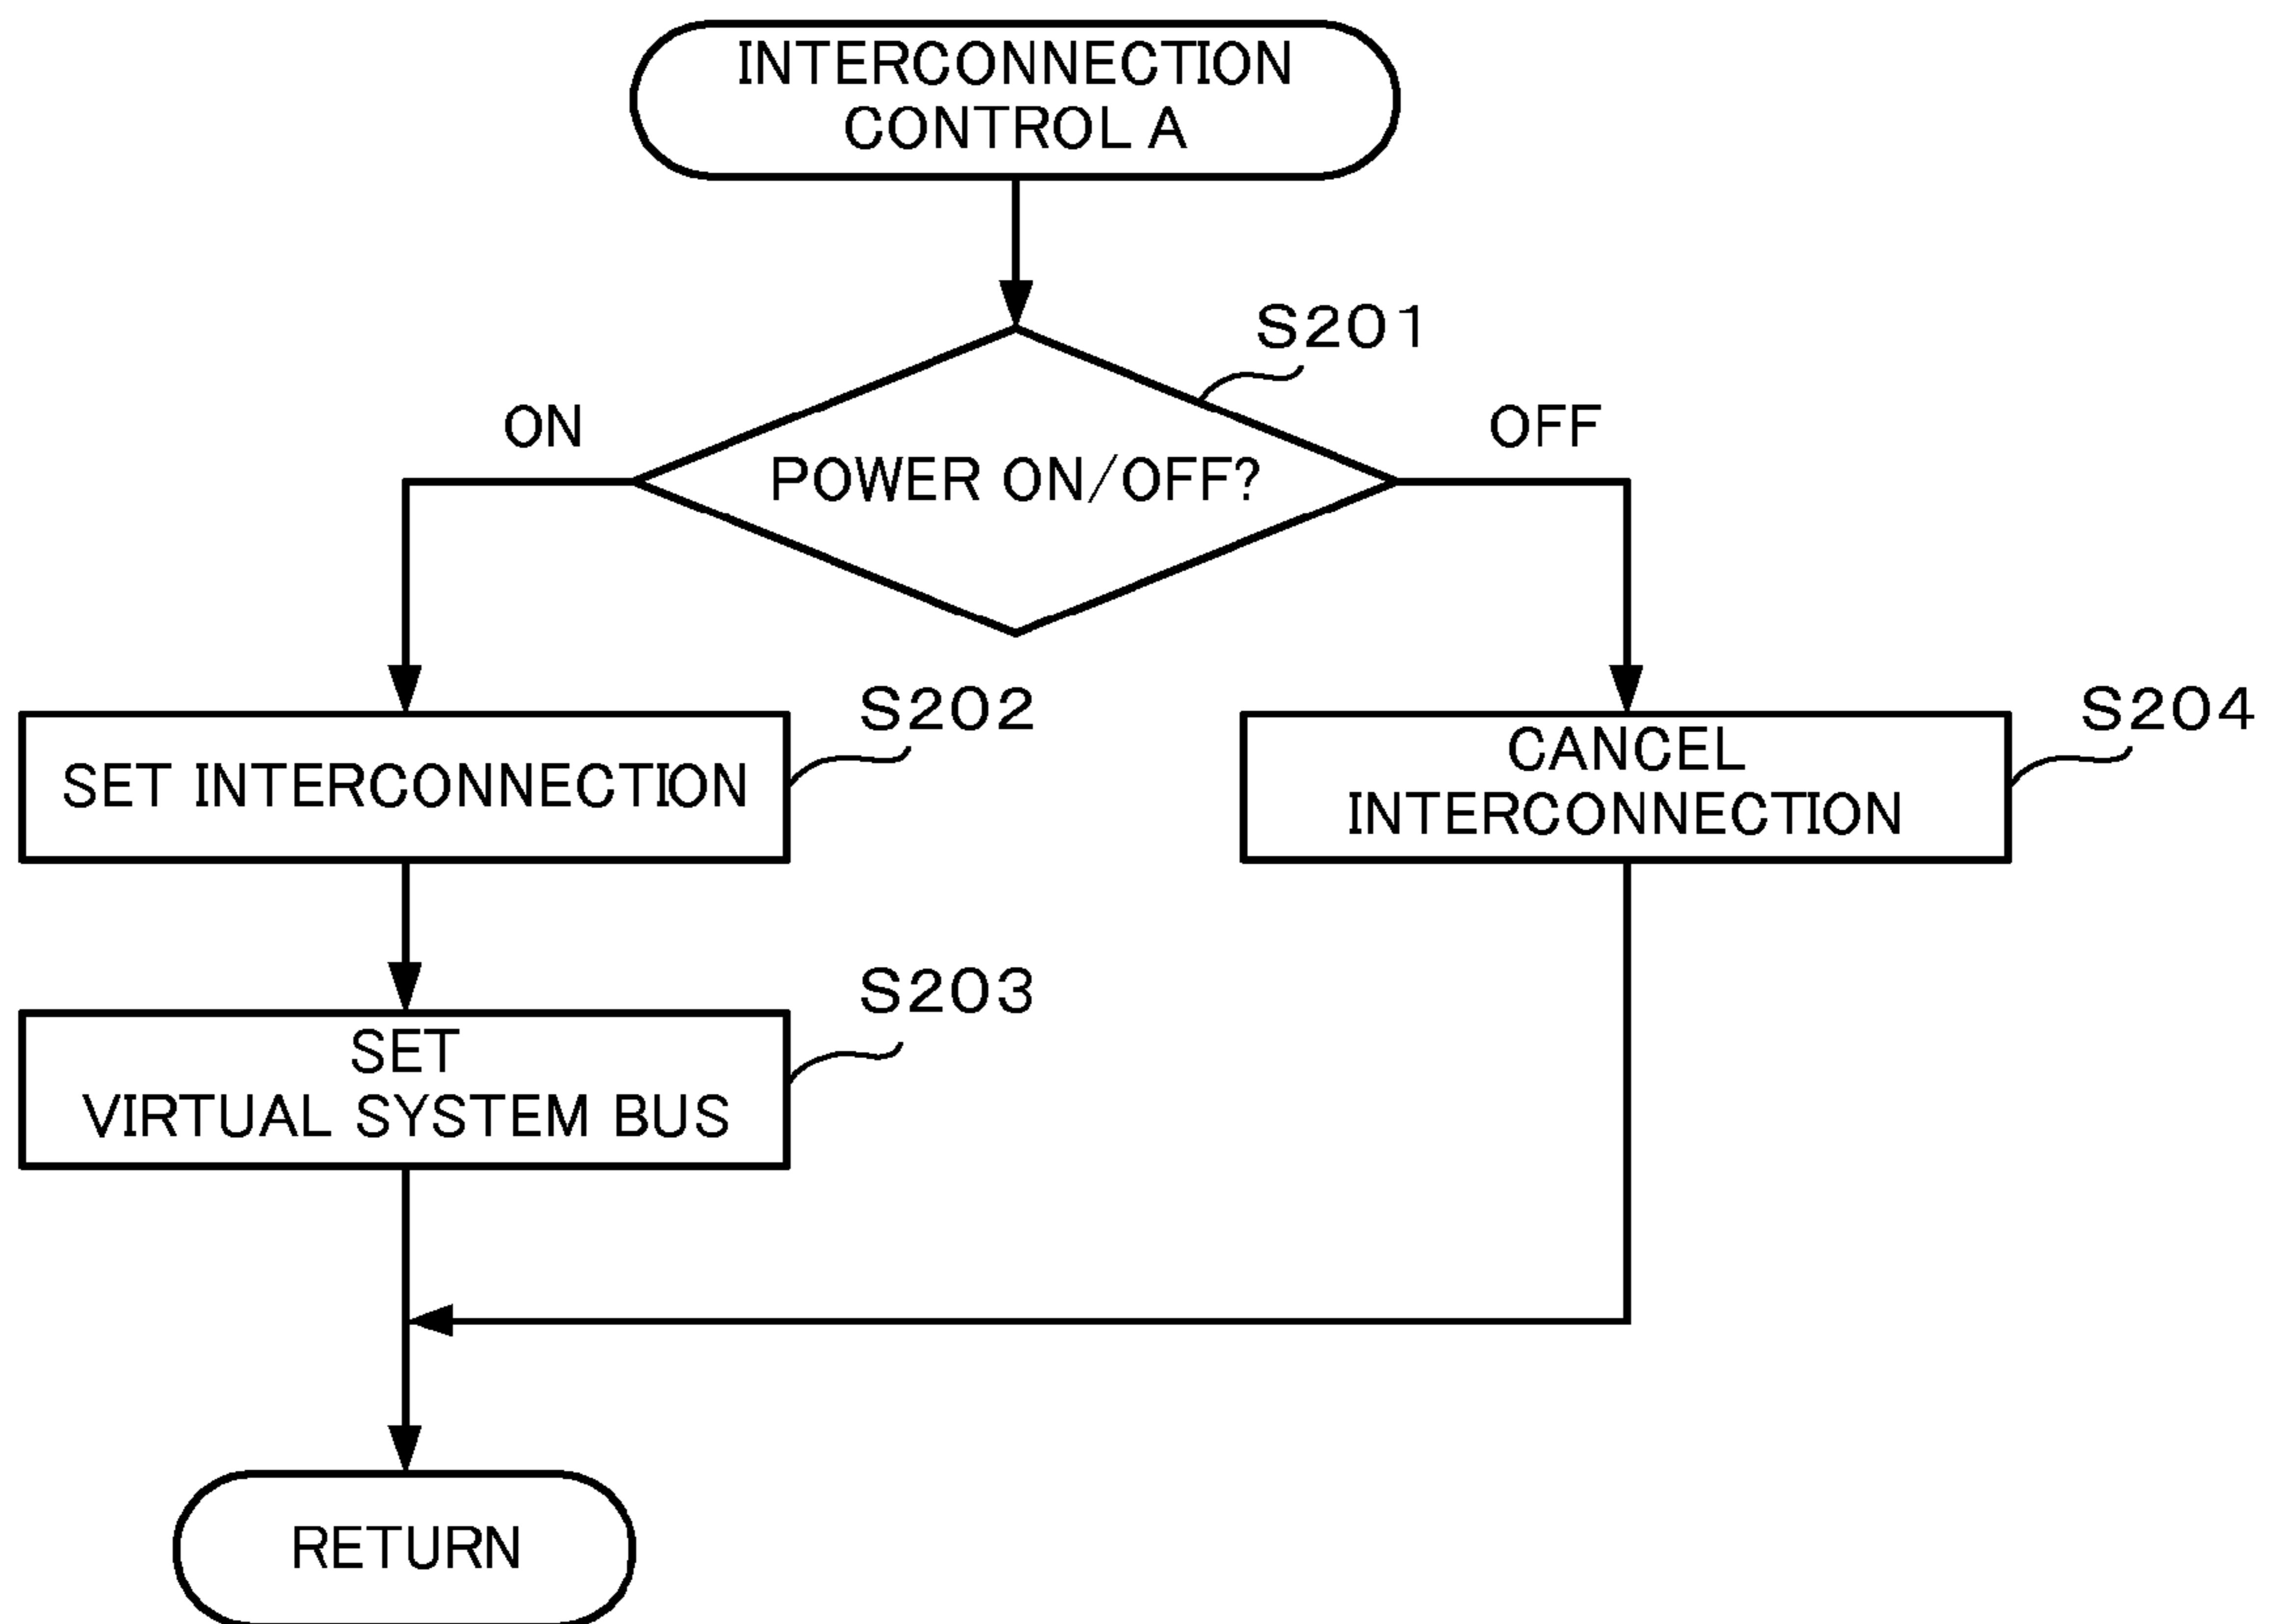 INTERCONNECTION
CONTROL A
S201
ON
OFF
POWER ON/OFF?
S202
S204
SET INTERCONNECTION
CANCEL
INTERCONNECTION
S203
SET
VIRTUAL SYSTEM BUS
RETURN